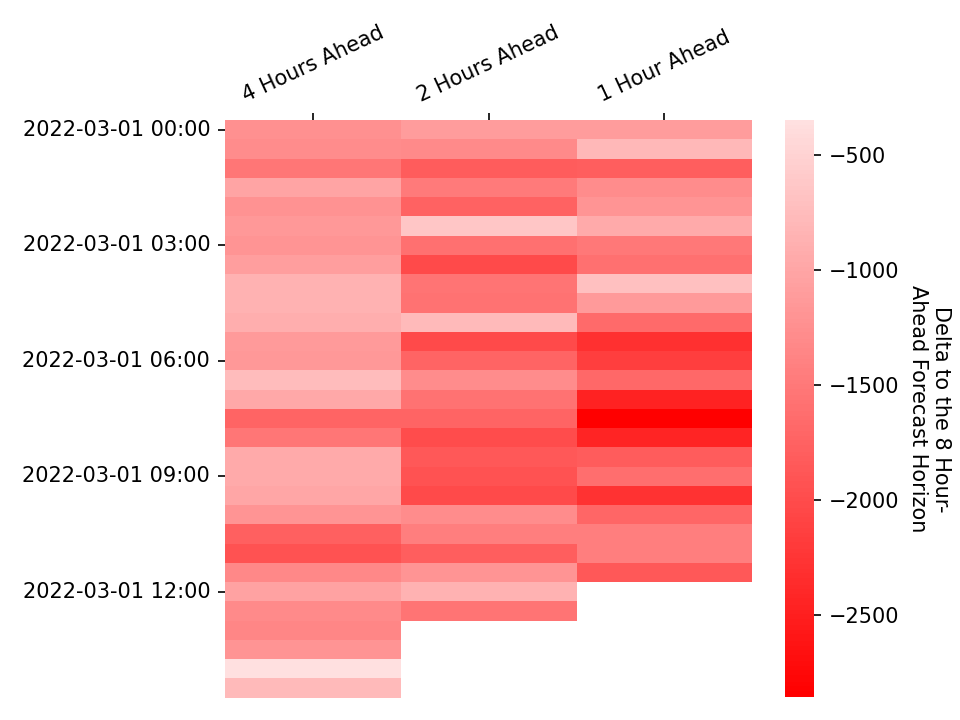 4 Hours Ahead
2 Hours Ahead
1 Hour Ahead
2022-03-01 00:00
2022-03-01 03:00
2022-03-01 06:00
2022-03-01 09:00
2022-03-01 12:00
−500
−1000
−1500
−2000
−2500
Delta to the 8 Hour-
Ahead Forecast Horizon